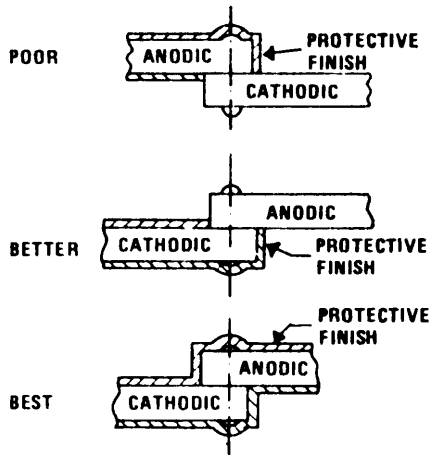 POOR
ANODIC
PROTECTIVE
FINISH
CATHODIC
BETTER
ANODIC
CATHODIC
PROTECTIVE
FINISH
BEST
PROTECTIVE
FINISH
ANODIC
CATHODIC